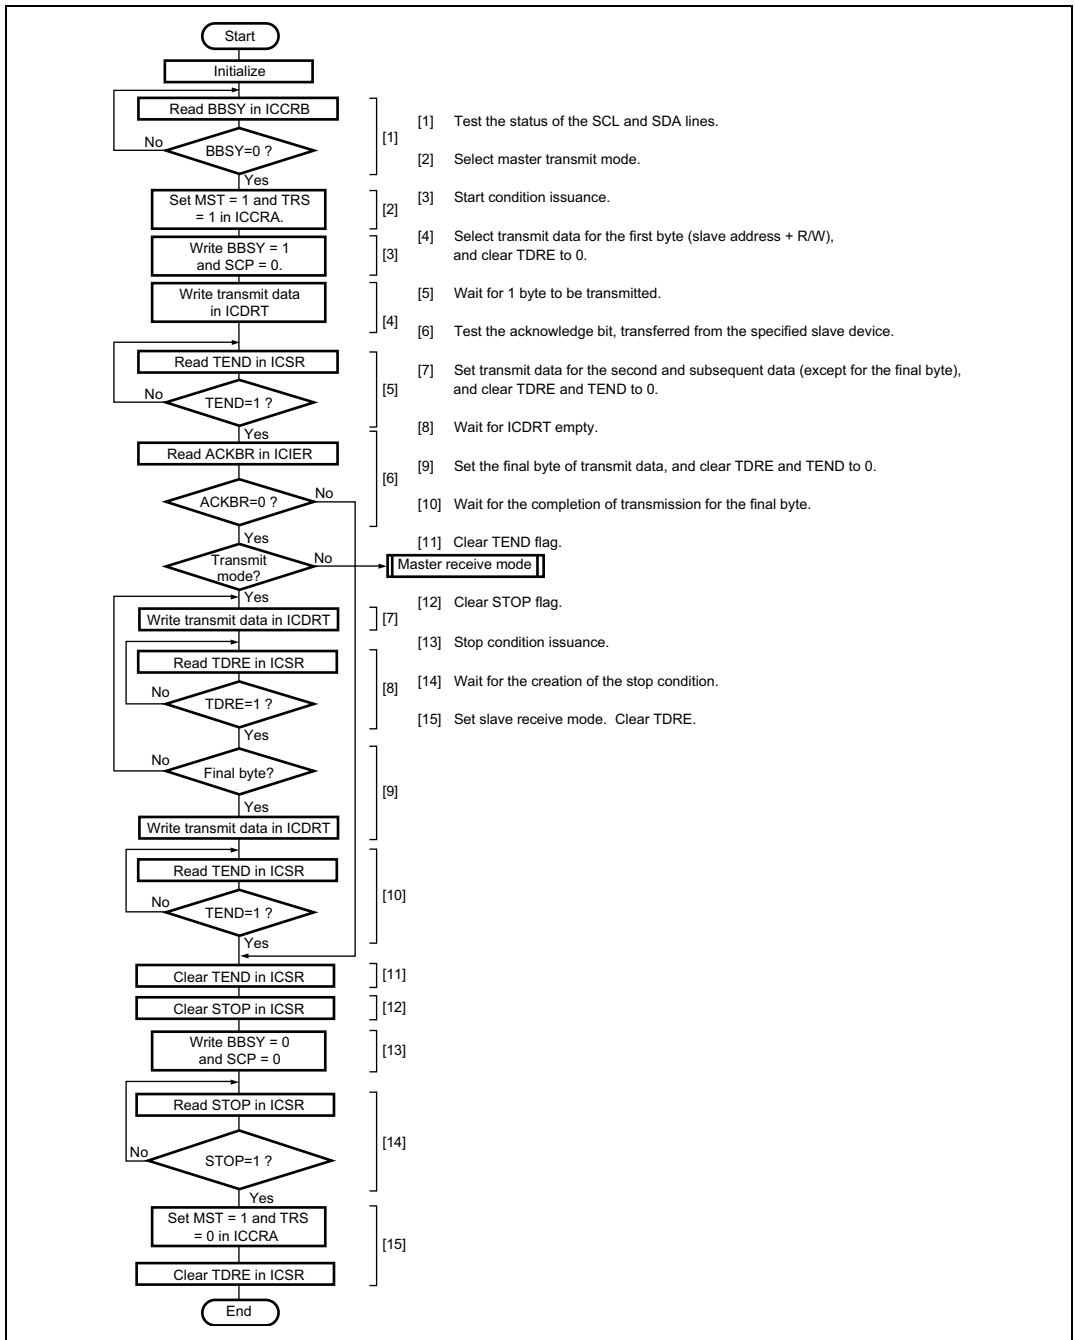 Start
Initialize
Read BBSY in ICCRB
No
BBSY=0 ?
[1]
Yes
Set MST = 1 and TRS
= 1 in ICCRA.
[2]
Write BBSY = 1
and SCP = 0.
[3]
Write transmit data
in ICDRT
[4]
Read TEND in ICSR
No
TEND=1 ?
[5]
Yes
Read ACKBR in ICIER
[6]
ACKBR=0 ?
No
Yes
Transmit
mode?
No
Master receive mode
Yes
Write transmit data in ICDRT
[7]
Read TDRE in ICSR
No
TDRE=1 ?
[8]
Yes
No
Final byte?
[9]
Yes
Write transmit data in ICDRT
Read TEND in ICSR
No
TEND=1 ?
[10]
Yes
Clear TEND in ICSR
[11]
Clear STOP in ICSR
[12]
Write BBSY = 0
and SCP = 0
[13]
Read STOP in ICSR
No
STOP=1 ?
[14]
Yes
Set MST = 1 and TRS
= 0 in ICCRA
[15]
Clear TDRE in ICSR
End
[1] Test the status of the SCL and SDA lines.
[2] Select master transmit mode.
[3] Start condition issuance.
[4] Select transmit data for the first byte (slave address + R/W),
and clear TDRE to 0.
[5] Wait for 1 byte to be transmitted.
[6] Test the acknowledge bit, transferred from the specified slave device.
[7] Set transmit data for the second and subsequent data (except for the final byte),
and clear TDRE and TEND to 0.
[8] Wait for ICDRT empty.
[9] Set the final byte of transmit data, and clear TDRE and TEND to 0.
[10] Wait for the completion of transmission for the final byte.
[11] Clear TEND flag.
[12] Clear STOP flag.
[13] Stop condition issuance.
[14] Wait for the creation of the stop condition.
[15] Set slave receive mode. Clear TDRE.